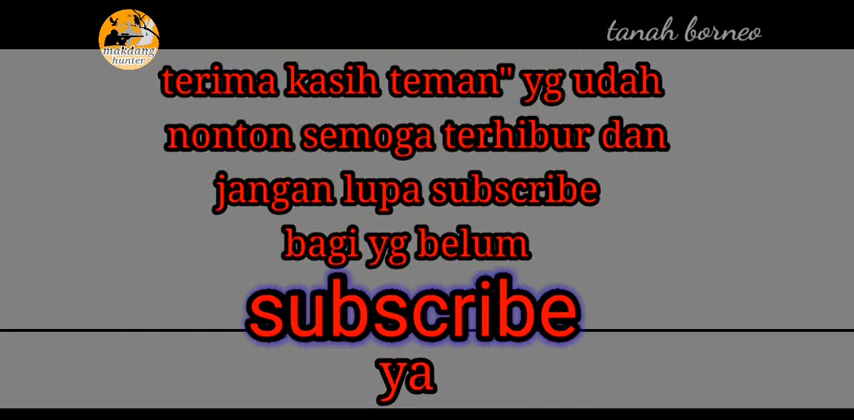 makdang
hunter
tanah borneo
terima kasih teman" yg udah
nonton semoga terhibur dan
jangan lupa subscribe
bagi yg belum
subscribe
ya